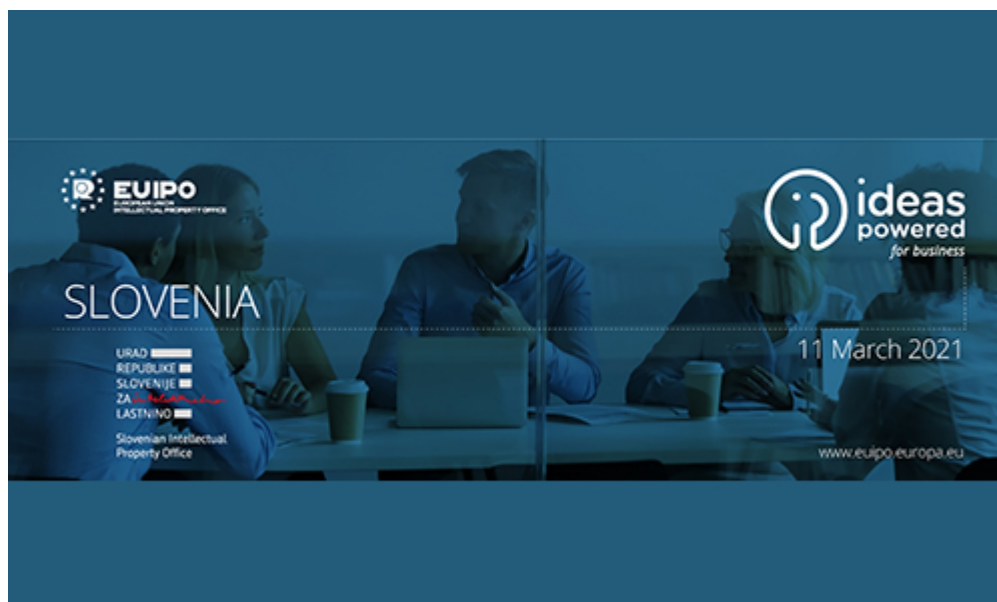 EUIPO
EUROPEAN UNION
INTELLECTUAL PROPERTY OFFICE
SLOVENIA
URAD
REPUBLIKE
SLOVENIJE
ZA
LASTNINO
Slovenian Intellectual
Property Office
ideas
powered
for business
11 March 2021
www.euipo.europa.eu